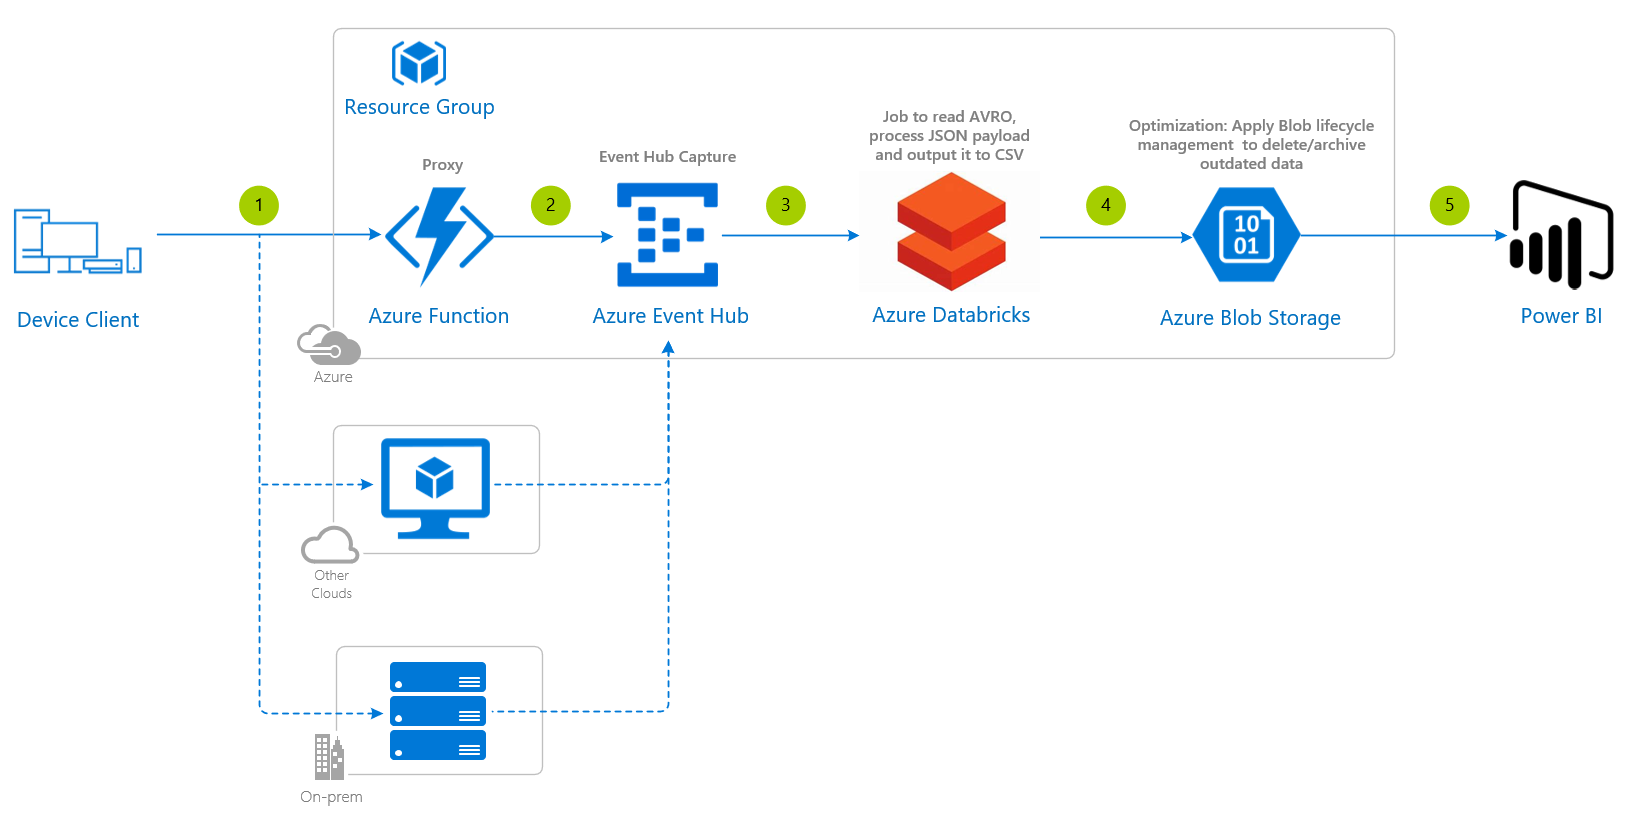 Resource Group
Proxy
Event Hub Capture
Job to read AVRO,
process JSON payload
and output it to CSV
Optimization: Apply Blob lifecycle
management to delete/archive
outdated data
1
2
3
4
5
10
01
Device Client
Azure Function
Azure Event Hub
Azure Databricks
Azure Blob Storage
Power BI
Azure
Other
Clouds
On-prem